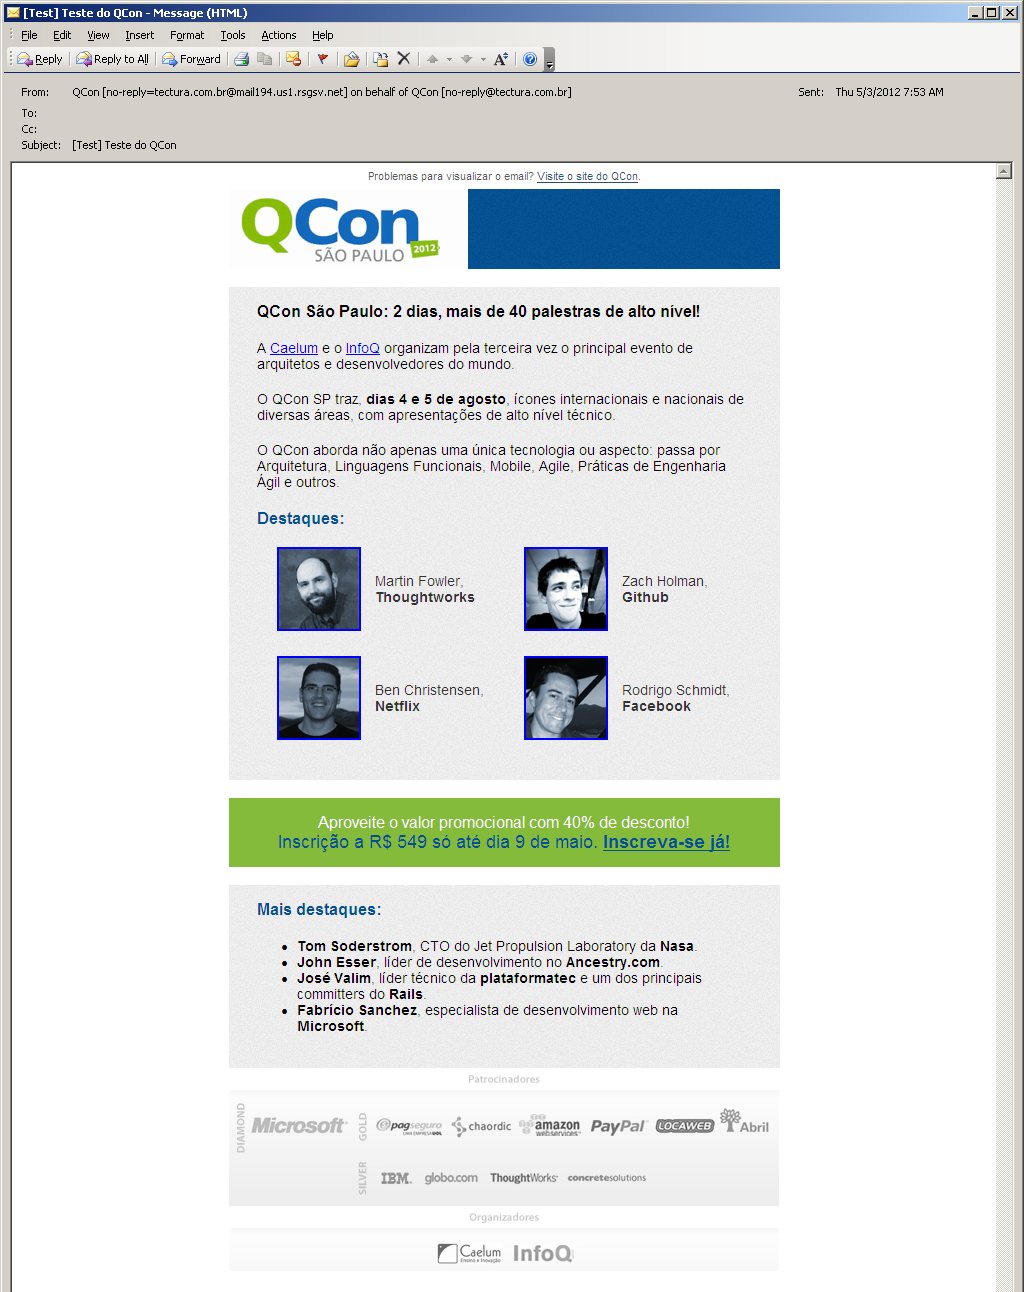 [Test] Teste do QCon - Message (HTML)
File Edit View Insert Format Tools Actions Help
Reply Reply to All Forward
From: QCon [no-reply=tectura.com.br@mail194.us1.rsgsv.net] on behalf of QCon [no-reply@tectura.com.br] Sent: Thu 5/3/2012 7:53 AM
To:
Cc:
Subject: [Test] Teste do QCon
Problemas para visualizar o email? Visite o site do QCon.
QCon
SÃO PAULO 2012
QCon São Paulo: 2 dias, mais de 40 palestras de alto nível!
A Caelum e o InfoQ organizam pela terceira vez o principal evento de
arquitetos e desenvolvedores do mundo.
O QCon SP traz, dias 4 e 5 de agosto, ícones internacionais e nacionais de
diversas áreas, com apresentações de alto nível técnico.
O QCon aborda não apenas uma única tecnologia ou aspecto: passa por
Arquitetura, Linguagens Funcionais, Mobile, Agile, Práticas de Engenharia
Ágil e outros.
Destaques:
Martin Fowler,
Thoughtworks
Zach Holman,
Github
Ben Christensen,
Netflix
Rodrigo Schmidt,
Facebook
Aproveite o valor promocional com 40% de desconto!
Inscrição a R$ 549 só até dia 9 de maio. Inscreva-se já!
Mais destaques:
• Tom Soderstrom, CTO do Jet Propulsion Laboratory da Nasa.
• John Esser, líder de desenvolvimento no Ancestry.com.
• José Valim, líder técnico da plataformatec e um dos principais
committers do Rails.
• Fabrício Sanchez, especialista de desenvolvimento web na
Microsoft.
Patrocinadores
DIAMOND
Microsoft
GOLD
pagseguro
UMA EMPRESA UOL
chaordic
amazon
webservices
PayPal
LOCAWEB
Abril
SILVER
IBM.
globo.com
ThoughtWorks
concretesolutions
Organizadores
Caelum
Ensino e Inovação
InfoQ